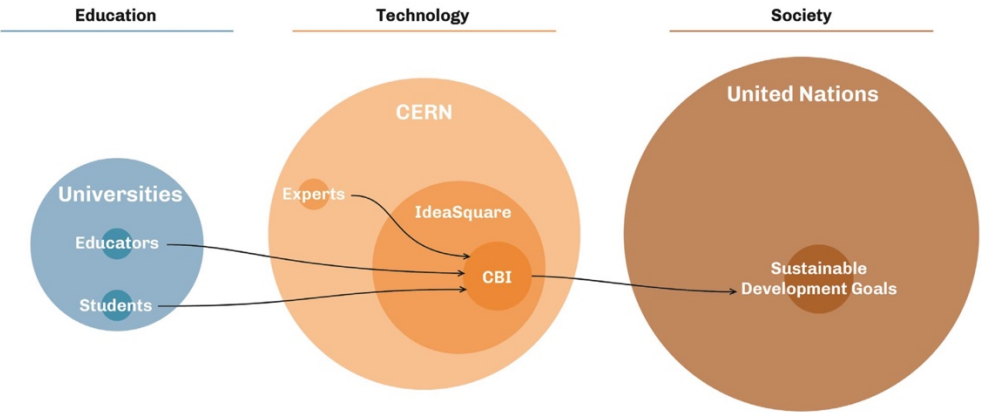 Education
Technology
Society
Universities
Educators
Students
CERN
Experts
IdeaSquare
CBI
United Nations
Sustainable
Development Goals